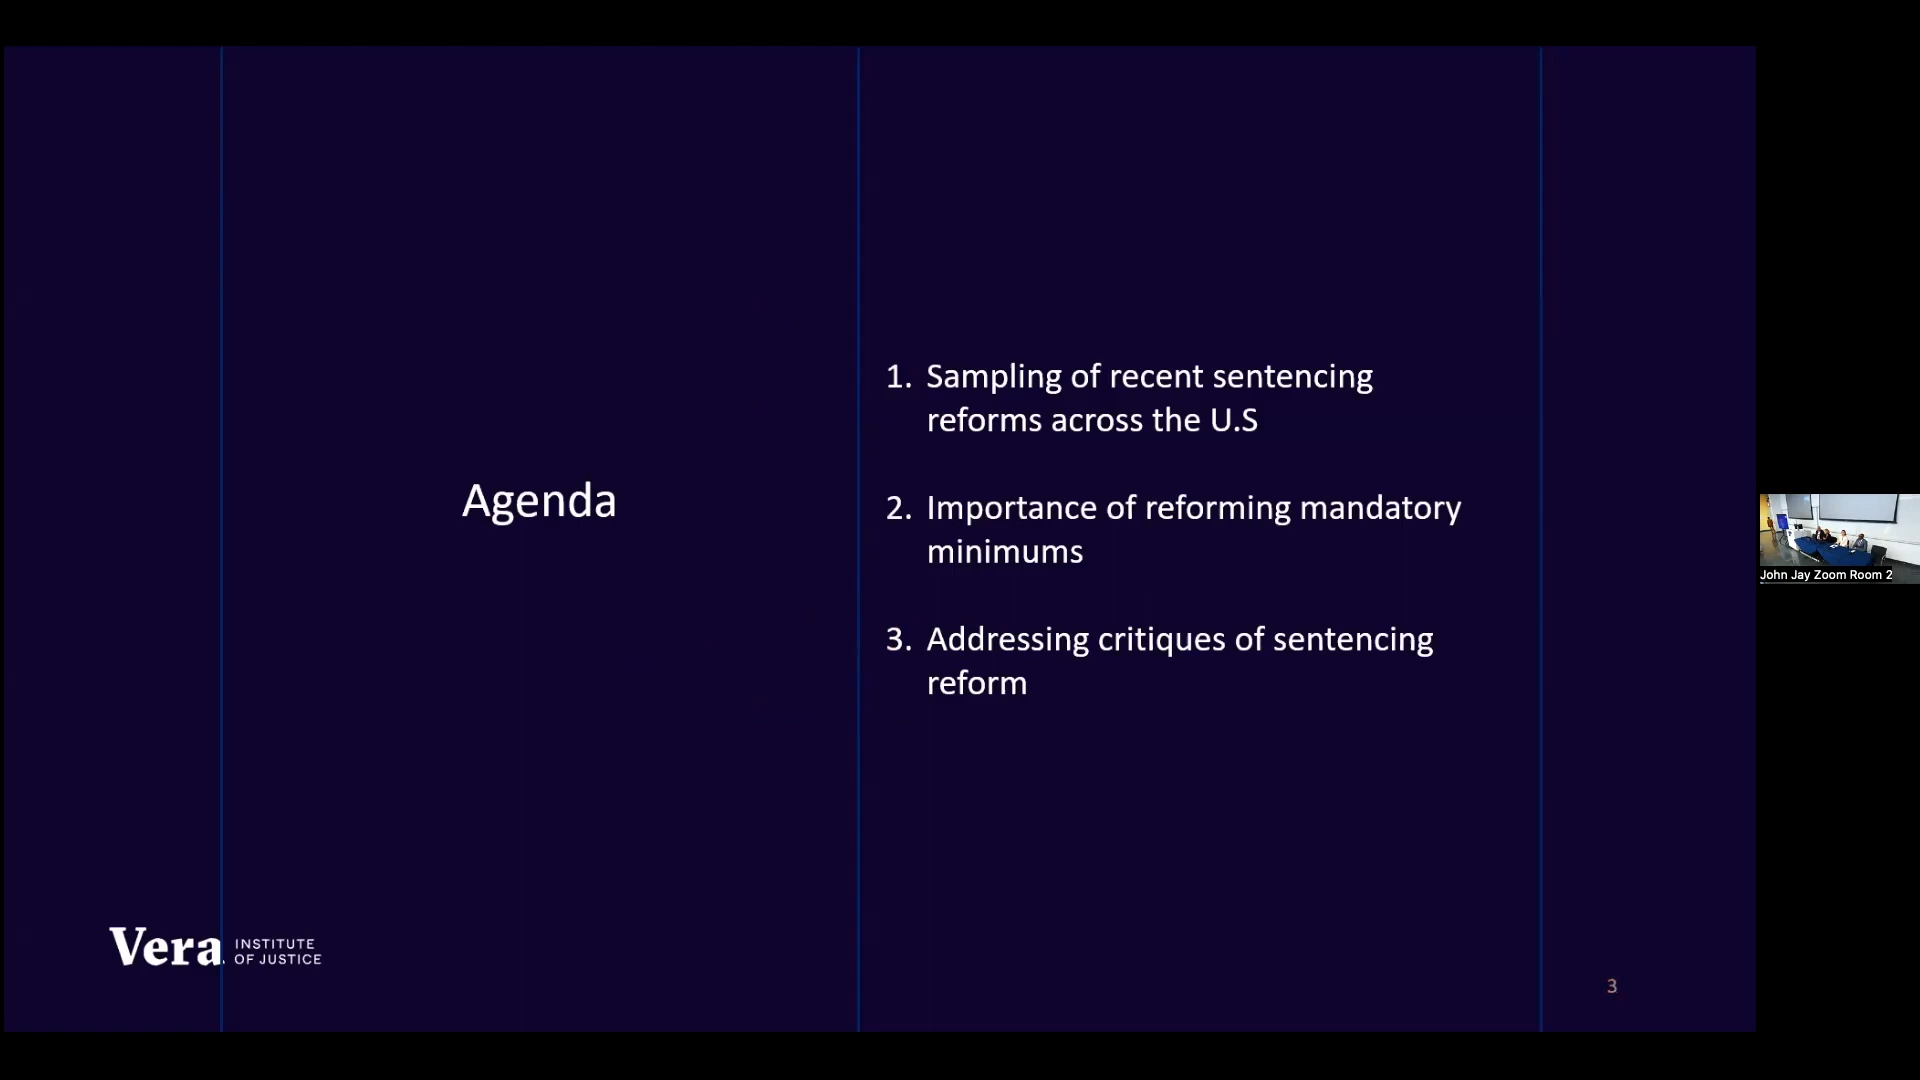 Agenda
1. Sampling of recent sentencing
reforms across the U.S
2. Importance of reforming mandatory
minimums
3. Addressing critiques of sentencing
reform
Vera INSTITUTE
OF JUSTICE
3
John Jay Zoom Room 2